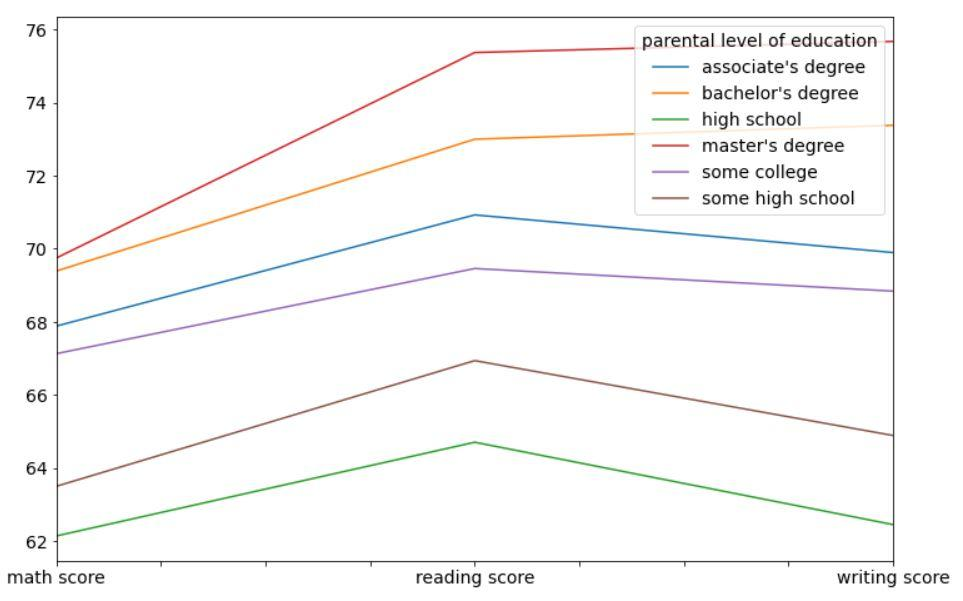 76
74
72
70
68
66
64
62
parental level of education
associate's degree
bachelor's degree
high school
master's degree
some college
some high school
math score reading score writing score